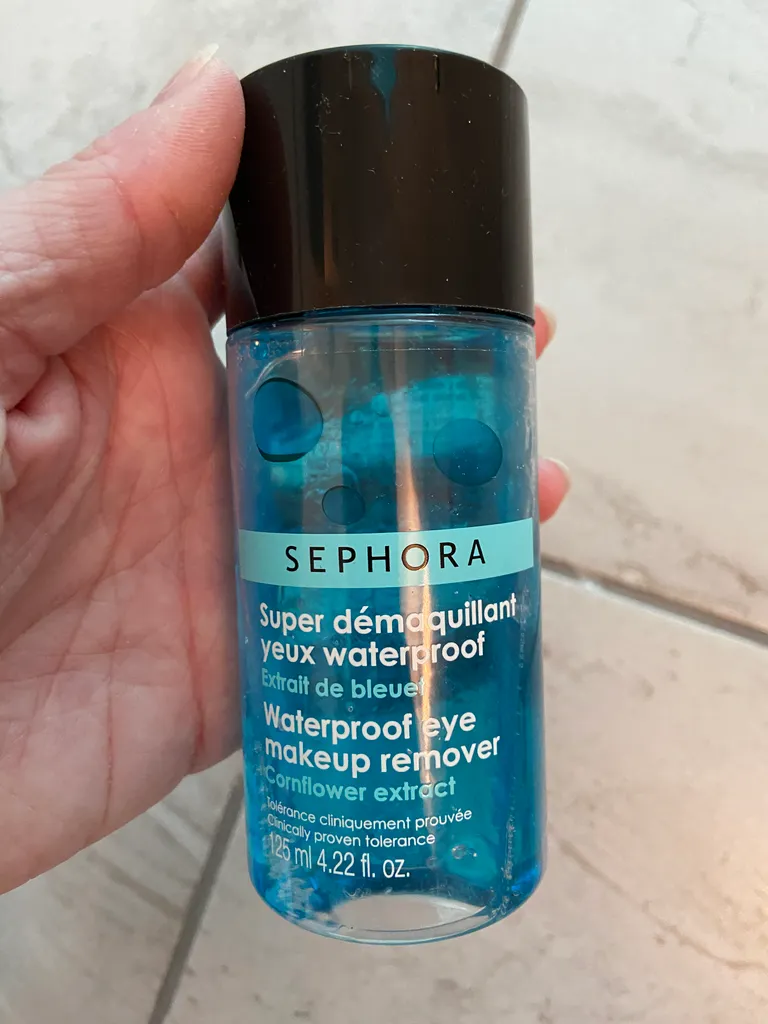 SEPHORA
Super démaquillant
yeux waterproof
Extrait de bleuet
Waterproof eye
makeup remover
Cornflower extract
Tolérance cliniquement prouvée
Clinically proven tolerance
125 ml 4.22 fl. oz.